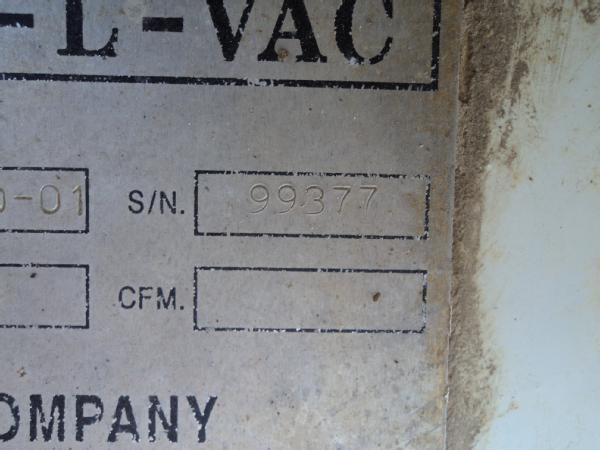 -L-VAC
-01 S/N. 99377
CFM.
OMPANY